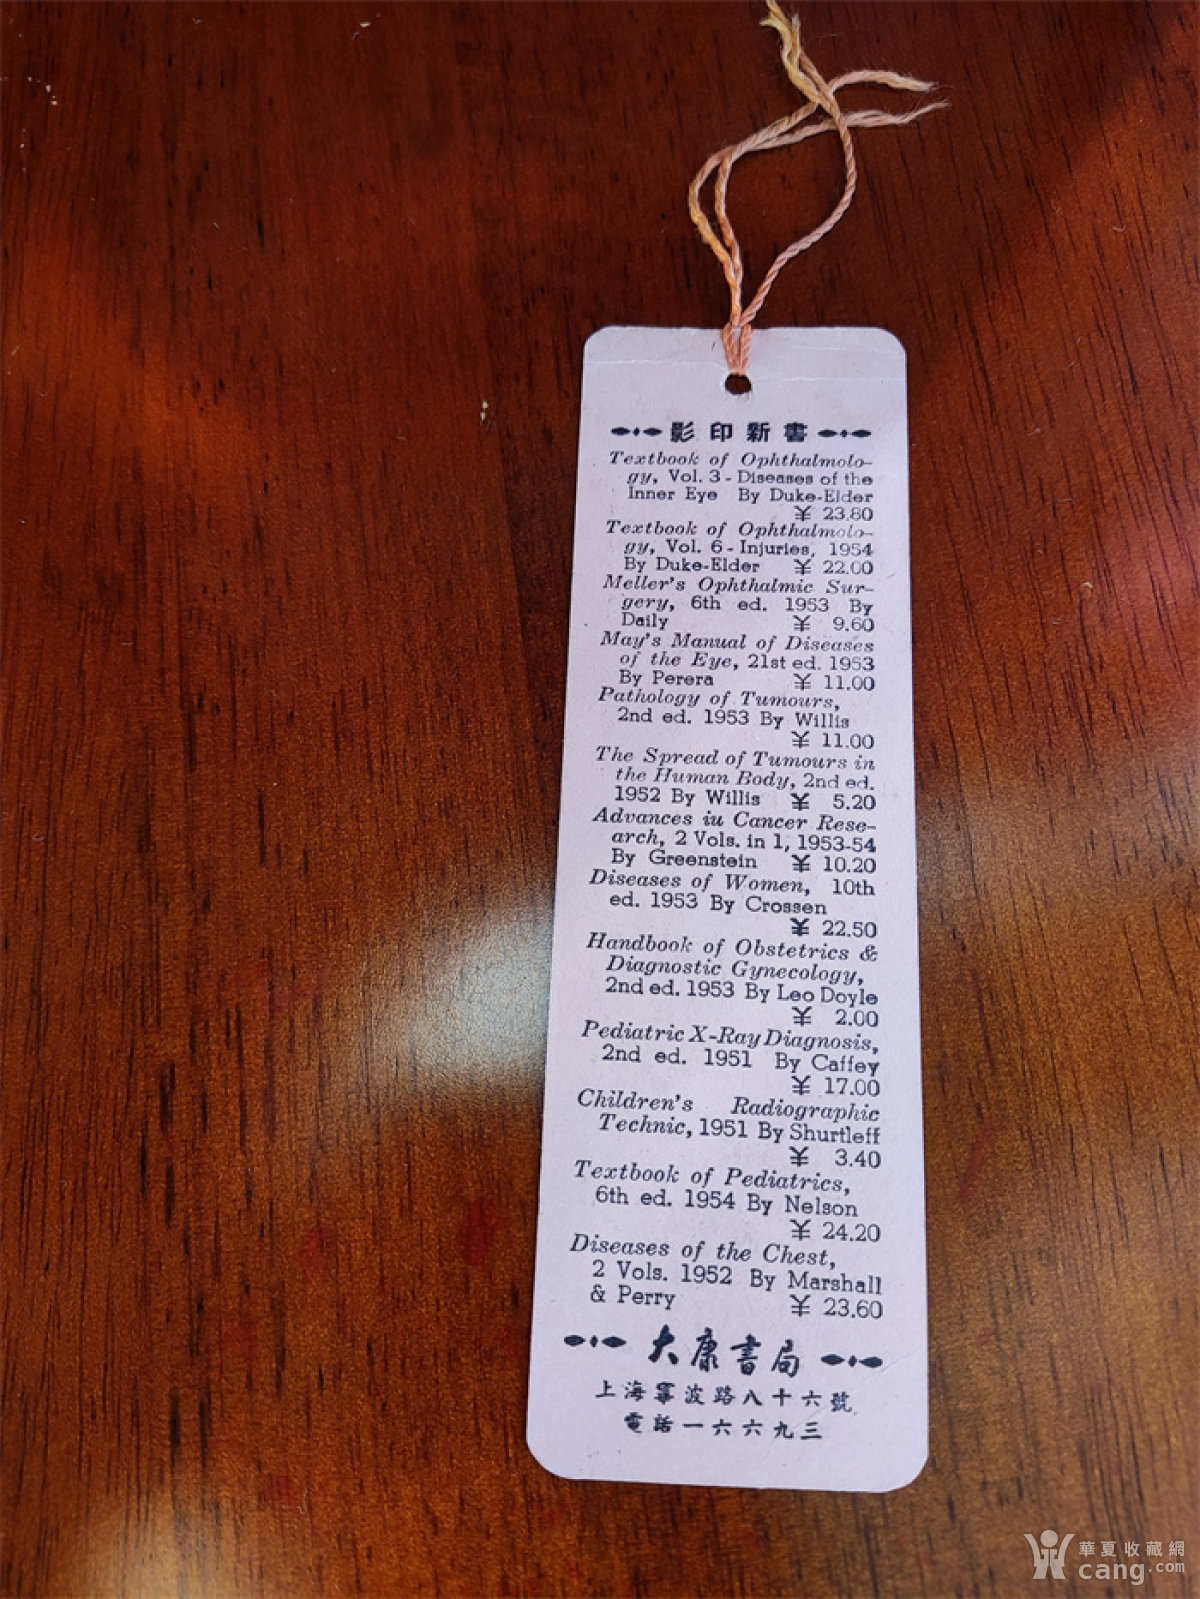 影印新書
Textbook of Ophthalmolo-
gy, Vol. 3 - Diseases of the
Inner Eye By Duke-Elder
¥ 23.80
Textbook of Ophthalmolo-
gy, Vol. 6 - Injuries, 1954
By Duke-Elder ¥ 22.00
Meller's Ophthalmic Sur-
gery, 6th ed. 1953 By
Daily ¥ 9.60
May's Manual of Diseases
of the Eye, 21st ed. 1953
By Perera ¥ 11.00
Pathology of Tumours,
2nd ed. 1953 By Willis
¥ 11.00
The Spread of Tumours in
the Human Body, 2nd ed.
1952 By Willis ¥ 5.20
Advances iu Cancer Rese-
arch, 2 Vols. in 1, 1953-54
By Greenstein ¥ 10.20
Diseases of Women, 10th
ed. 1953 By Crossen
¥ 22.50
Handbook of Obstetrics &
Diagnostic Gynecology,
2nd ed. 1953 By Leo Doyle
¥ 2.00
Pediatric X-Ray Diagnosis,
2nd ed. 1951 By Caffey
¥ 17.00
Children's Radiographic
Technic, 1951 By Shurtleff
¥ 3.40
Textbook of Pediatrics,
6th ed. 1954 By Nelson
¥ 24.20
Diseases of the Chest,
2 Vols. 1952 By Marshall
& Perry ¥ 23.60
大康書局
上海寧波路八十六號
電話一六六九三
華夏收藏網
cang.com